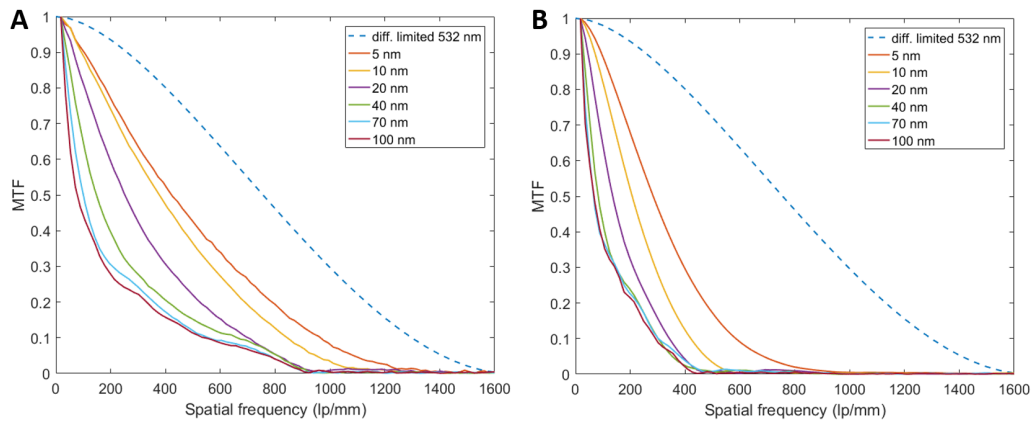 A
1
0.9
0.8
0.7
0.6
0.5
0.4
0.3
0.2
0.1
0
MTF
0 200 400 600 800 1000 1200 1400 1600
Spatial frequency (lp/mm)
diff. limited 532 nm
5 nm
10 nm
20 nm
40 nm
70 nm
100 nm
B
1
0.9
0.8
0.7
0.6
0.5
0.4
0.3
0.2
0.1
0
MTF
0 200 400 600 800 1000 1200 1400 1600
Spatial frequency (lp/mm)
diff. limited 532 nm
5 nm
10 nm
20 nm
40 nm
70 nm
100 nm